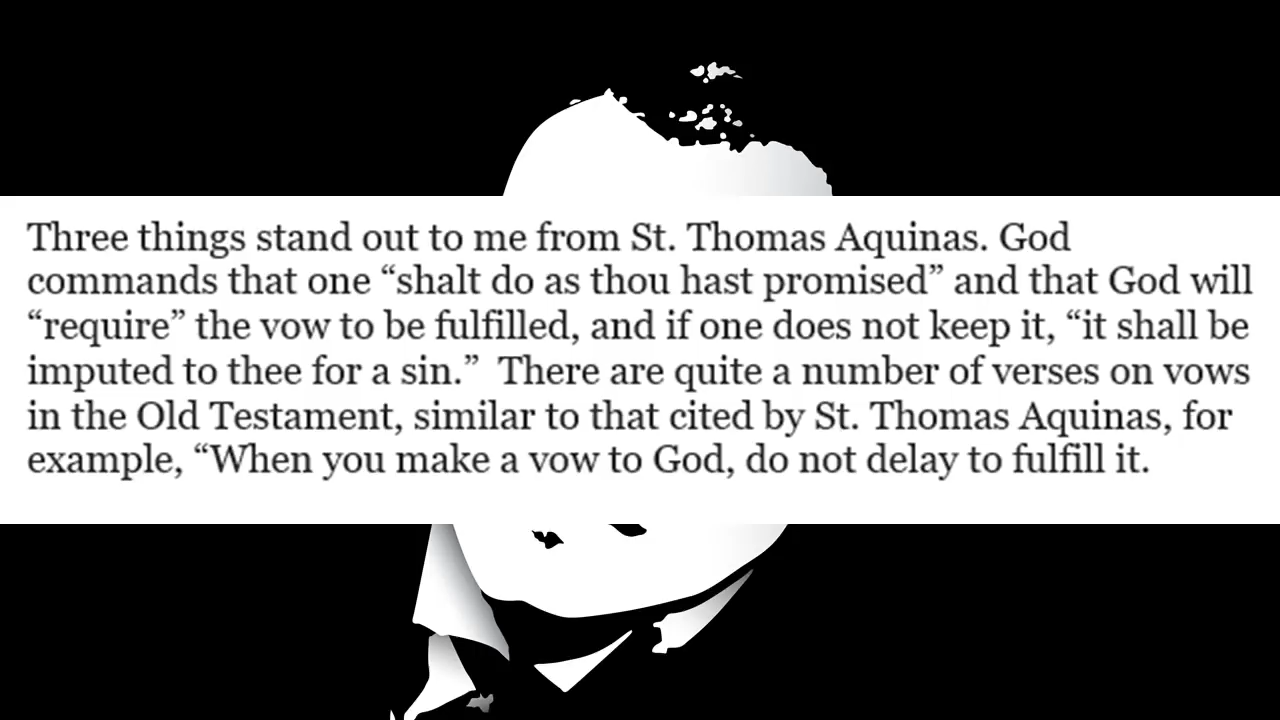 Three things stand out to me from St. Thomas Aquinas. God
commands that one “shalt do as thou hast promised” and that God will
“require” the vow to be fulfilled, and if one does not keep it, “it shall be
imputed to thee for a sin.”  There are quite a number of verses on vows
in the Old Testament, similar to that cited by St. Thomas Aquinas, for
example, “When you make a vow to God, do not delay to fulfill it.